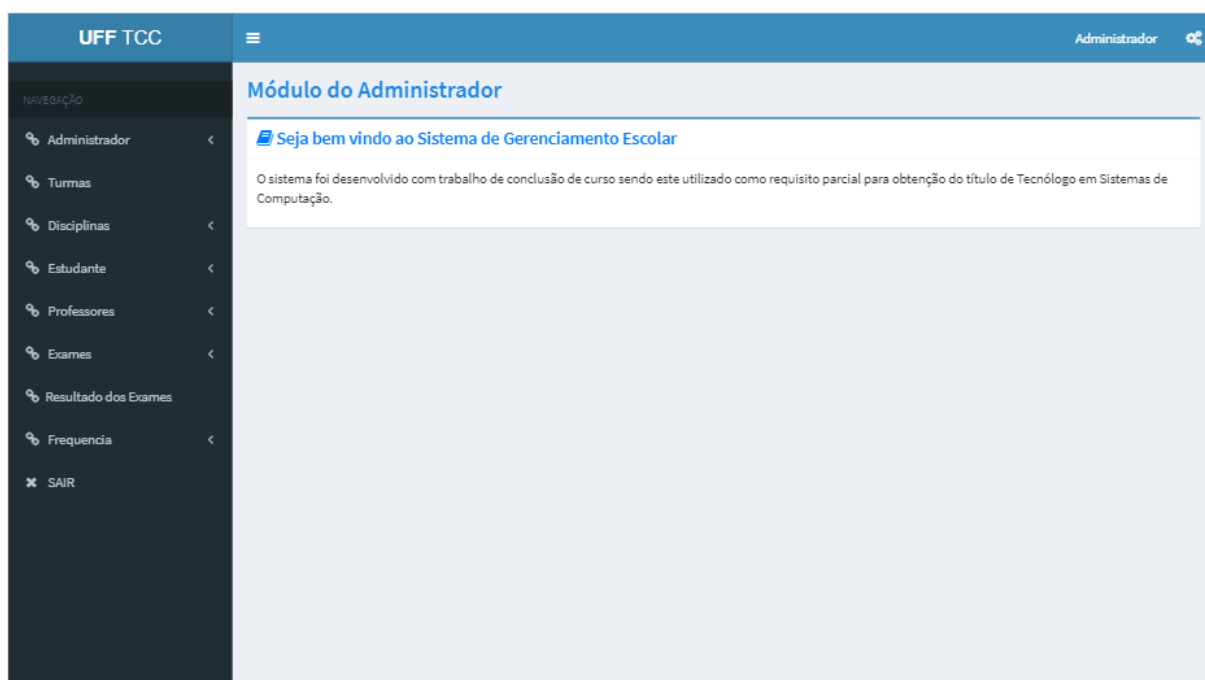 UFF TCC
Administrador
NAVEGAÇÃO
Administrador
Turmas
Disciplinas
Estudante
Professores
Exames
Resultado dos Exames
Frequencia
SAIR
Módulo do Administrador
Seja bem vindo ao Sistema de Gerenciamento Escolar
O sistema foi desenvolvido com trabalho de conclusão de curso sendo este utilizado como requisito parcial para obtenção do título de Tecnólogo em Sistemas de
Computação.